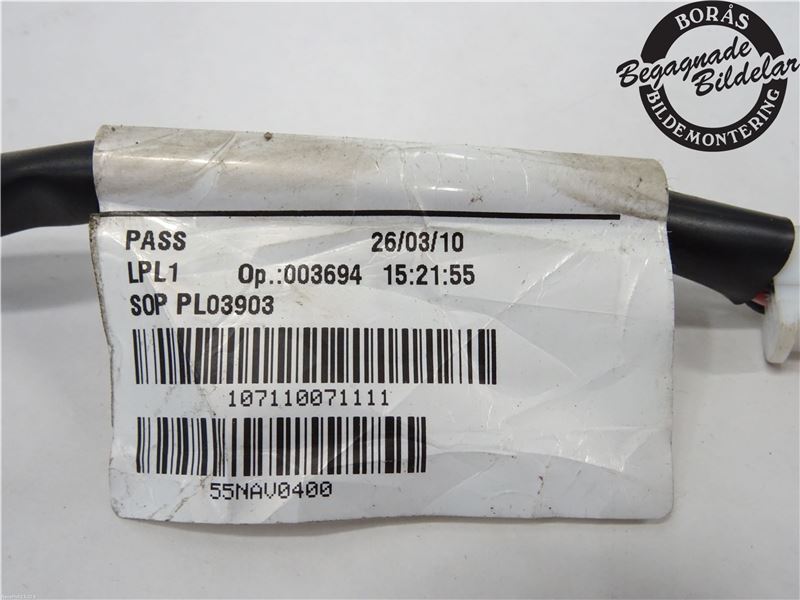 BORÅS
Begagnade
Bildelar
BILDEMONTERING
PASS 26/03/10
LPL1 Op.:003694 15:21:55
SOP PL03903
107110071111
55NAV0400